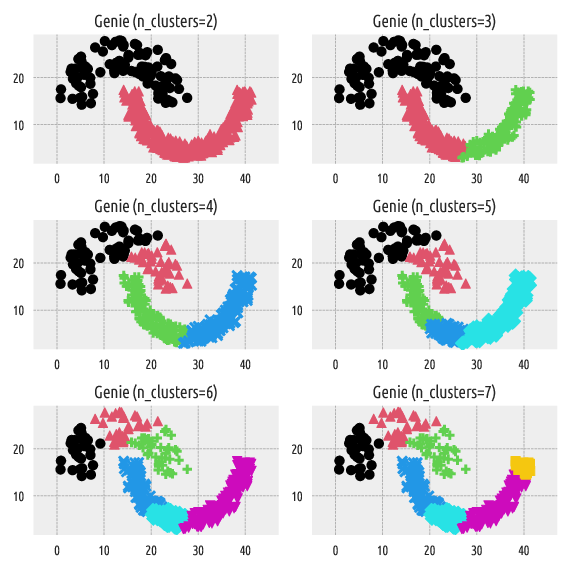 Genie (n_clusters=2)
20
10
0 10 20 30 40
Genie (n_clusters=3)
20
10
0 10 20 30 40
Genie (n_clusters=4)
20
10
0 10 20 30 40
Genie (n_clusters=5)
20
10
0 10 20 30 40
Genie (n_clusters=6)
20
10
0 10 20 30 40
Genie (n_clusters=7)
20
10
0 10 20 30 40